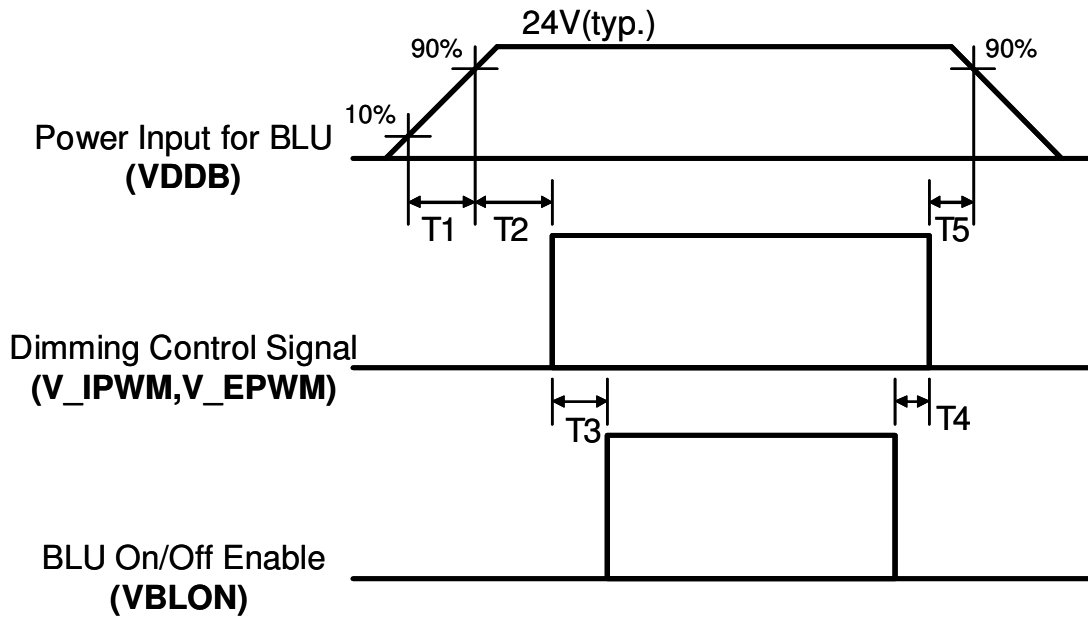 24V(typ.)
90%
90%
10%
Power Input for BLU
(VDDB)
T1
T2
T5
Dimming Control Signal
(V_IPWM,V_EPWM)
T3
T4
BLU On/Off Enable
(VBLON)